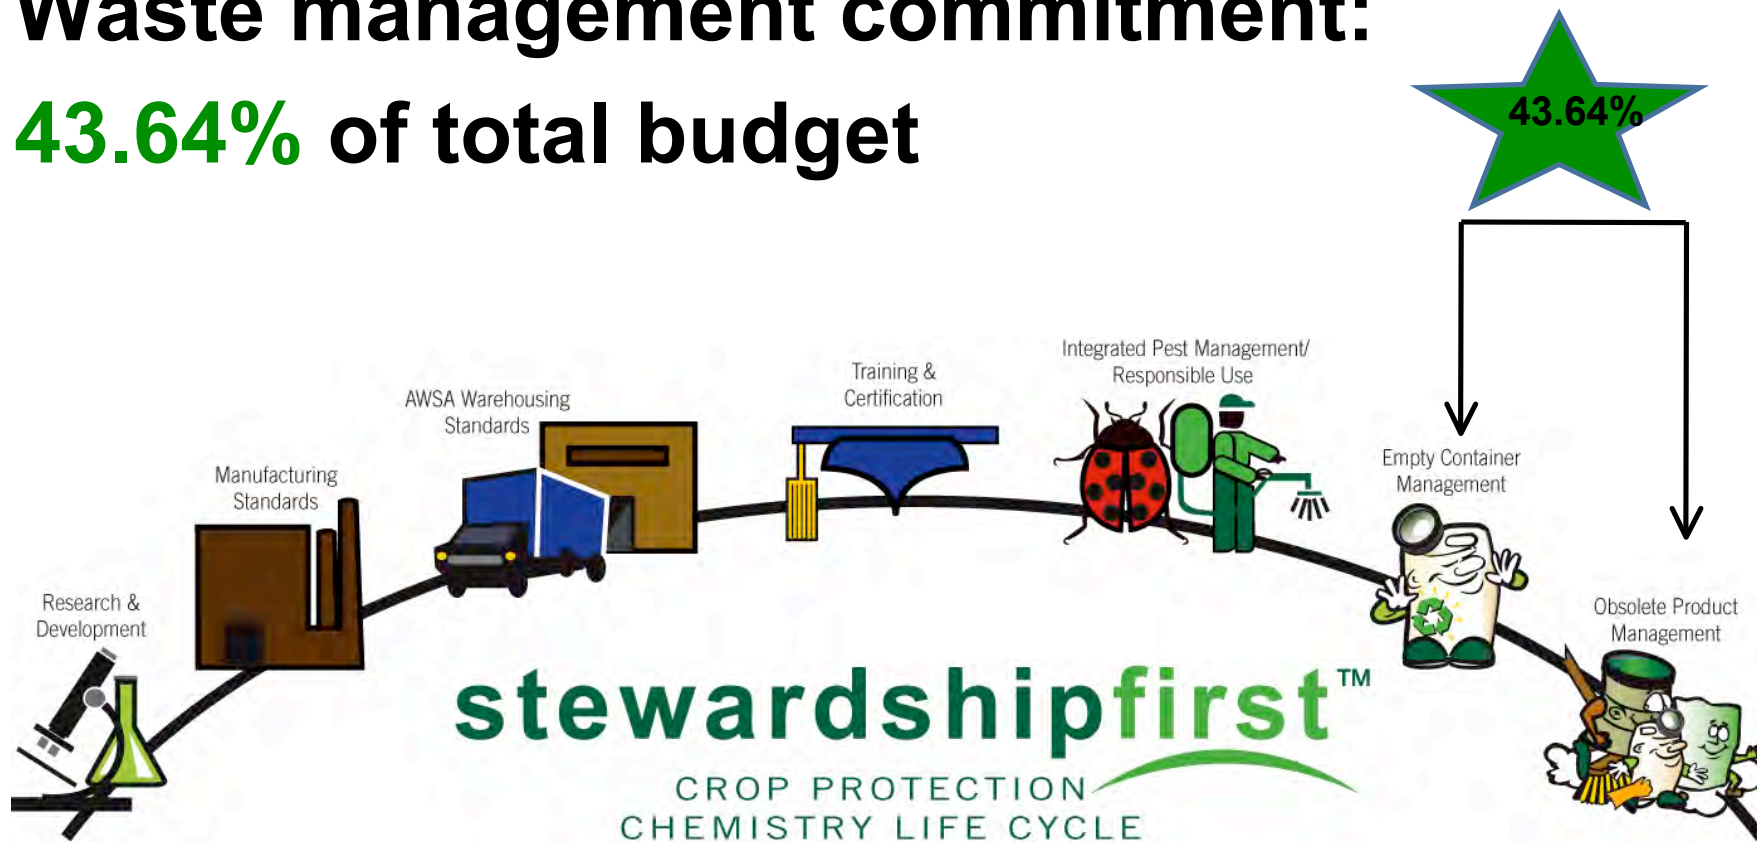 Waste management commitment:
43.64% of total budget
43.64%
Integrated Pest Management/
Responsible Use
Training &
Certification
AWSA Warehousing
Standards
Empty Container
Management
Manufacturing
Standards
Research &
Development
Obsolete Product
Management
stewardshipfirst™
CROP PROTECTION
CHEMISTRY LIFE CYCLE